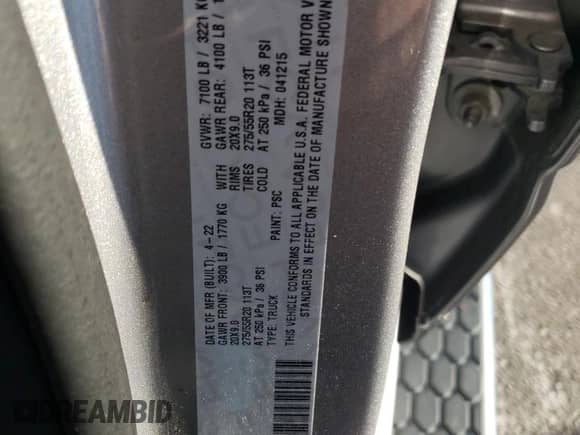 DATE OF MFR (BUILT): 4-22 GVWR: 7100 LB / 3221 K
GAWR FRONT: 3900 LB / 1770 KG WITH GAWR REAR: 4100 LB / 1
20X9.0 RIMS 20X9.0
275/55R20 113T TIRES 275/55R20 113T
AT 250 kPa / 36 PSI COLD AT 250 kPa / 36 PSI
TYPE: TRUCK PAINT: PSC MDH: 041215
THIS VEHICLE CONFORMS TO ALL APPLICABLE U.S.A. FEDERAL MOTOR V
STANDARDS IN EFFECT ON THE DATE OF MANUFACTURE SHOWN
DREAMBID